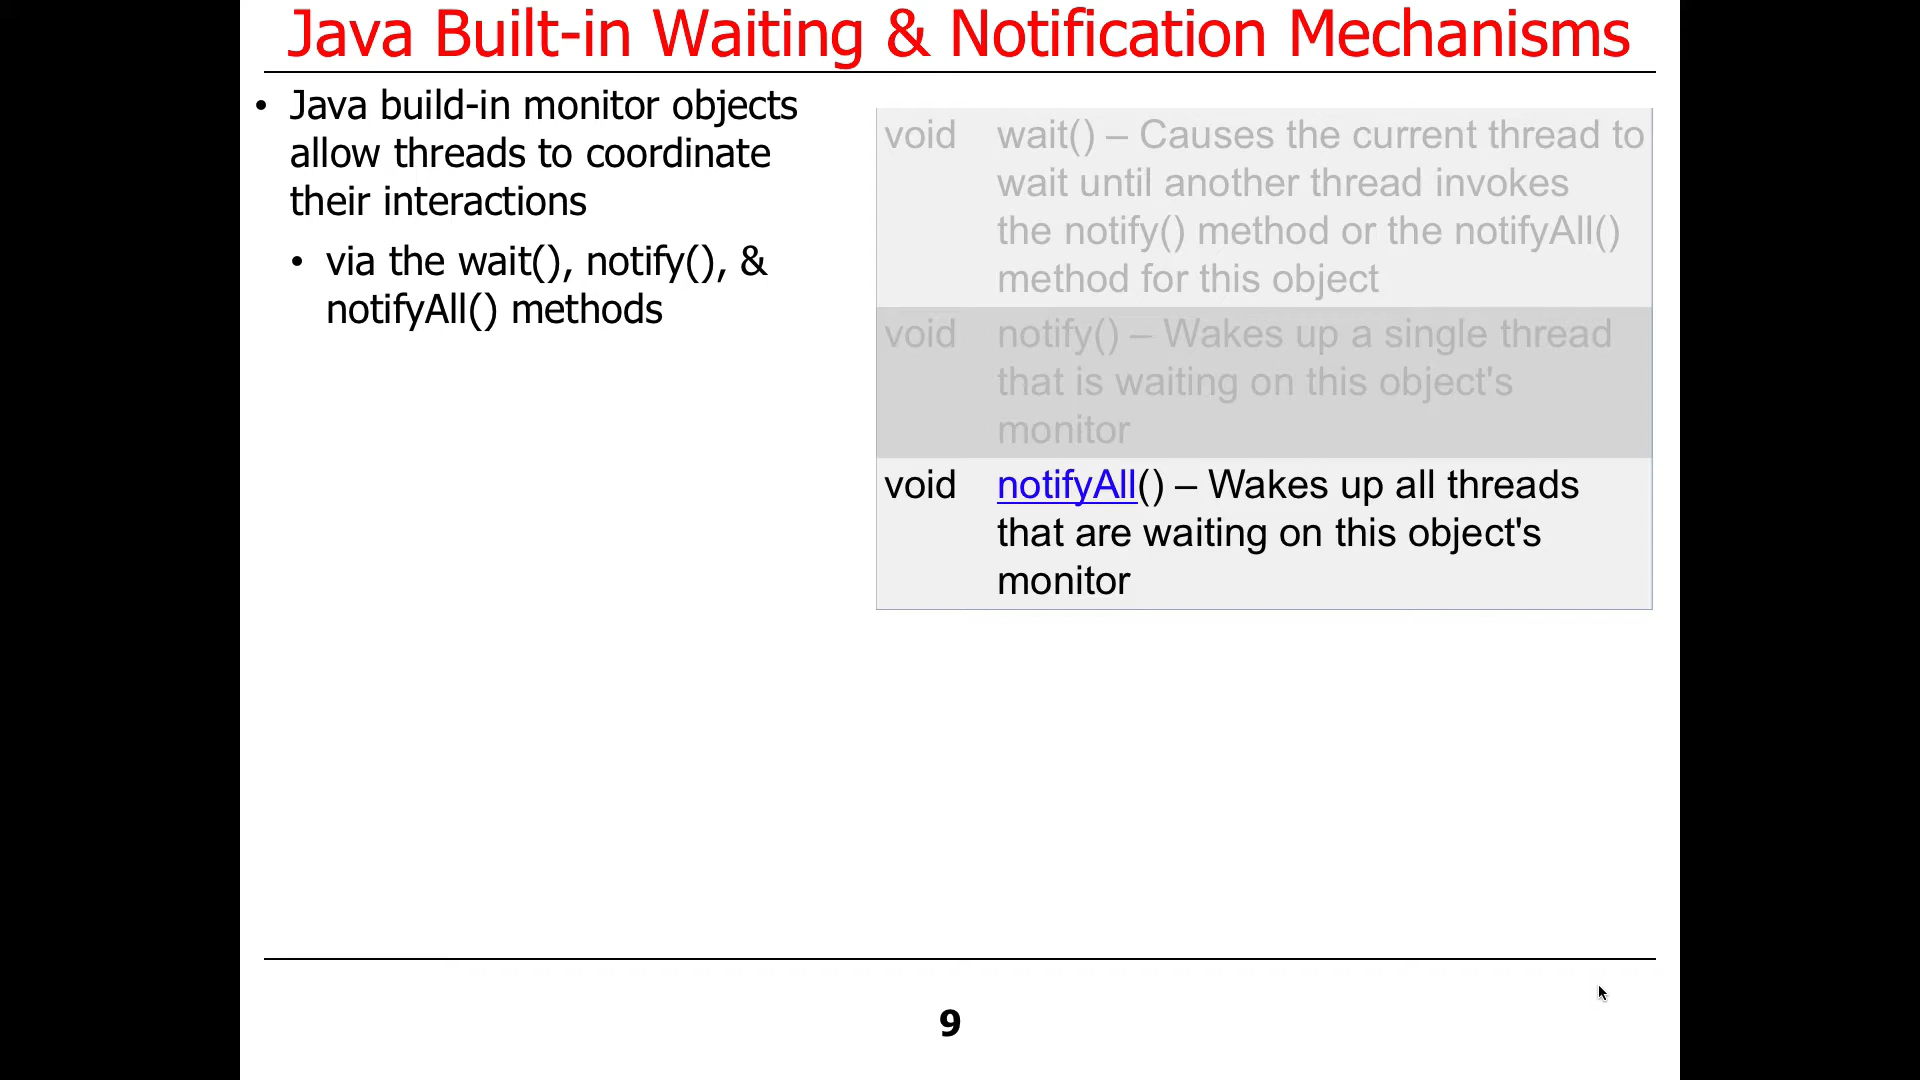 Java Built-in Waiting & Notification Mechanisms
• Java build-in monitor objects
allow threads to coordinate
their interactions
• via the wait(), notify(), &
notifyAll() methods
void wait() – Causes the current thread to
wait until another thread invokes
the notify() method or the notifyAll()
method for this object
void notify() – Wakes up a single thread
that is waiting on this object's
monitor
void notifyAll() – Wakes up all threads
that are waiting on this object's
monitor
9